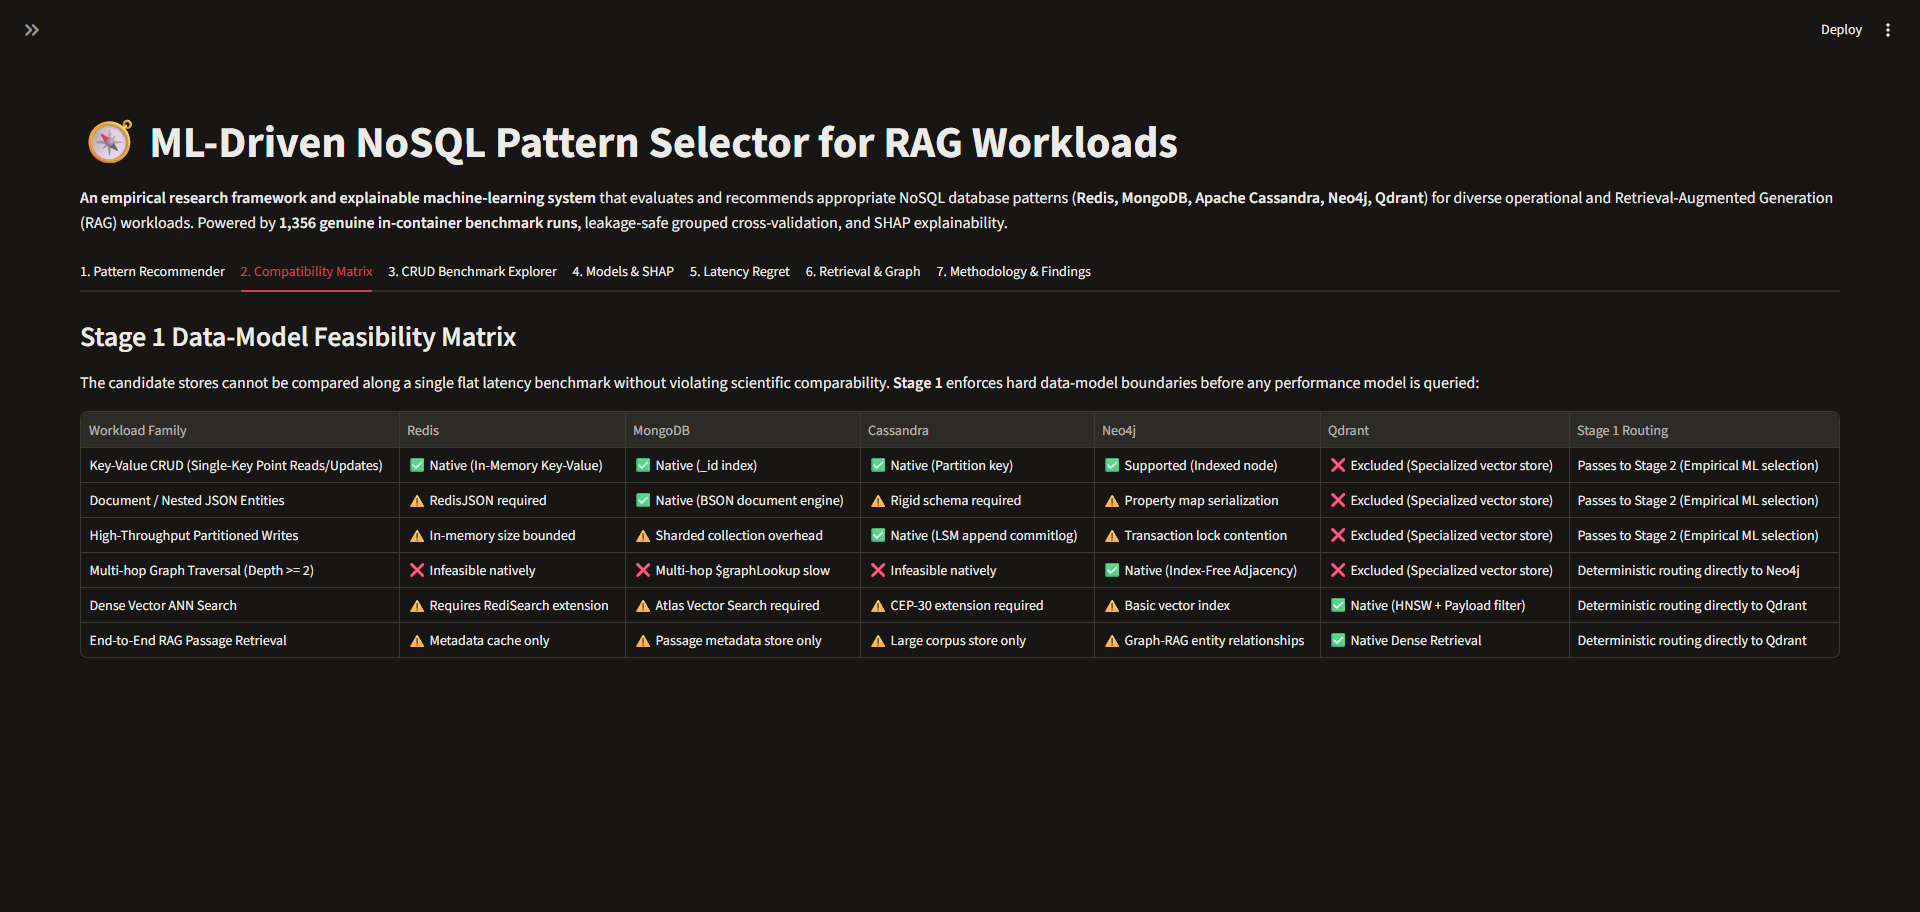 Deploy
ML-Driven NoSQL Pattern Selector for RAG Workloads
An empirical research framework and explainable machine-learning system that evaluates and recommends appropriate NoSQL database patterns (Redis, MongoDB, Apache Cassandra, Neo4j, Qdrant) for diverse operational and Retrieval-Augmented Generation
(RAG) workloads. Powered by 1,356 genuine in-container benchmark runs, leakage-safe grouped cross-validation, and SHAP explainability.
1. Pattern Recommender 2. Compatibility Matrix 3. CRUD Benchmark Explorer 4. Models & SHAP 5. Latency Regret 6. Retrieval & Graph 7. Methodology & Findings
Stage 1 Data-Model Feasibility Matrix
The candidate stores cannot be compared along a single flat latency benchmark without violating scientific comparability. Stage 1 enforces hard data-model boundaries before any performance model is queried:
Workload Family Redis MongoDB Cassandra Neo4j Qdrant Stage 1 Routing
Key-Value CRUD (Single-Key Point Reads/Updates) ✅ Native (In-Memory Key-Value) ✅ Native (_id index) ✅ Native (Partition key) ✅ Supported (Indexed node) ❌ Excluded (Specialized vector store) Passes to Stage 2 (Empirical ML selection)
Document / Nested JSON Entities ⚠️ RedisJSON required ✅ Native (BSON document engine) ⚠️ Rigid schema required ⚠️ Property map serialization ❌ Excluded (Specialized vector store) Passes to Stage 2 (Empirical ML selection)
High-Throughput Partitioned Writes ⚠️ In-memory size bounded ⚠️ Sharded collection overhead ✅ Native (LSM append commitlog) ⚠️ Transaction lock contention ❌ Excluded (Specialized vector store) Passes to Stage 2 (Empirical ML selection)
Multi-hop Graph Traversal (Depth >= 2) ❌ Infeasible natively ❌ Multi-hop $graphLookup slow ❌ Infeasible natively ✅ Native (Index-Free Adjacency) ❌ Excluded (Specialized vector store) Deterministic routing directly to Neo4j
Dense Vector ANN Search ⚠️ Requires RediSearch extension ⚠️ Atlas Vector Search required ⚠️ CEP-30 extension required ⚠️ Basic vector index ✅ Native (HNSW + Payload filter) Deterministic routing directly to Qdrant
End-to-End RAG Passage Retrieval ⚠️ Metadata cache only ⚠️ Passage metadata store only ⚠️ Large corpus store only ⚠️ Graph-RAG entity relationships ✅ Native Dense Retrieval Deterministic routing directly to Qdrant